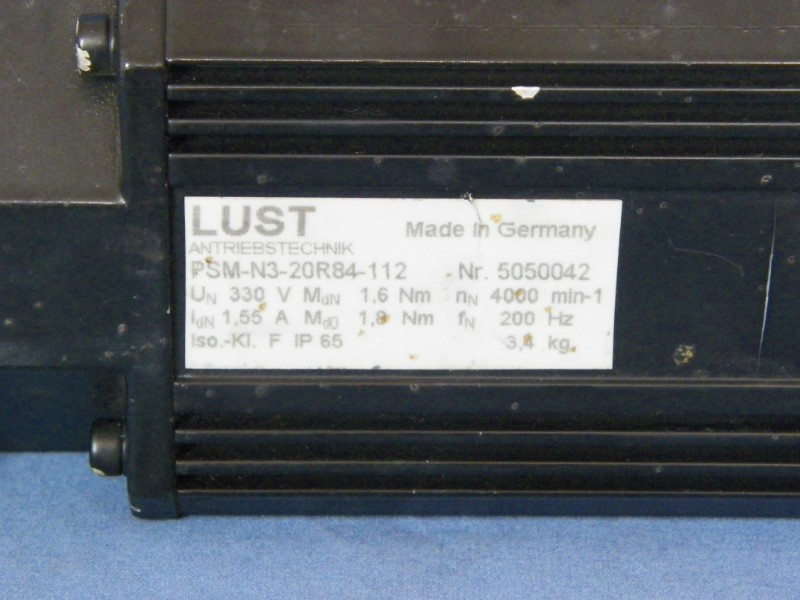 LUST Made in Germany
ANTRIEBSTECHNIK
PSM-N3-20R84-112 Nr. 5050042
UN 330 V MdN 1,6 Nm nN 4000 min-1
IdN 1,55 A Md0 1,8 Nm fN 200 Hz
Iso.-Kl. F IP 65 3,4 kg